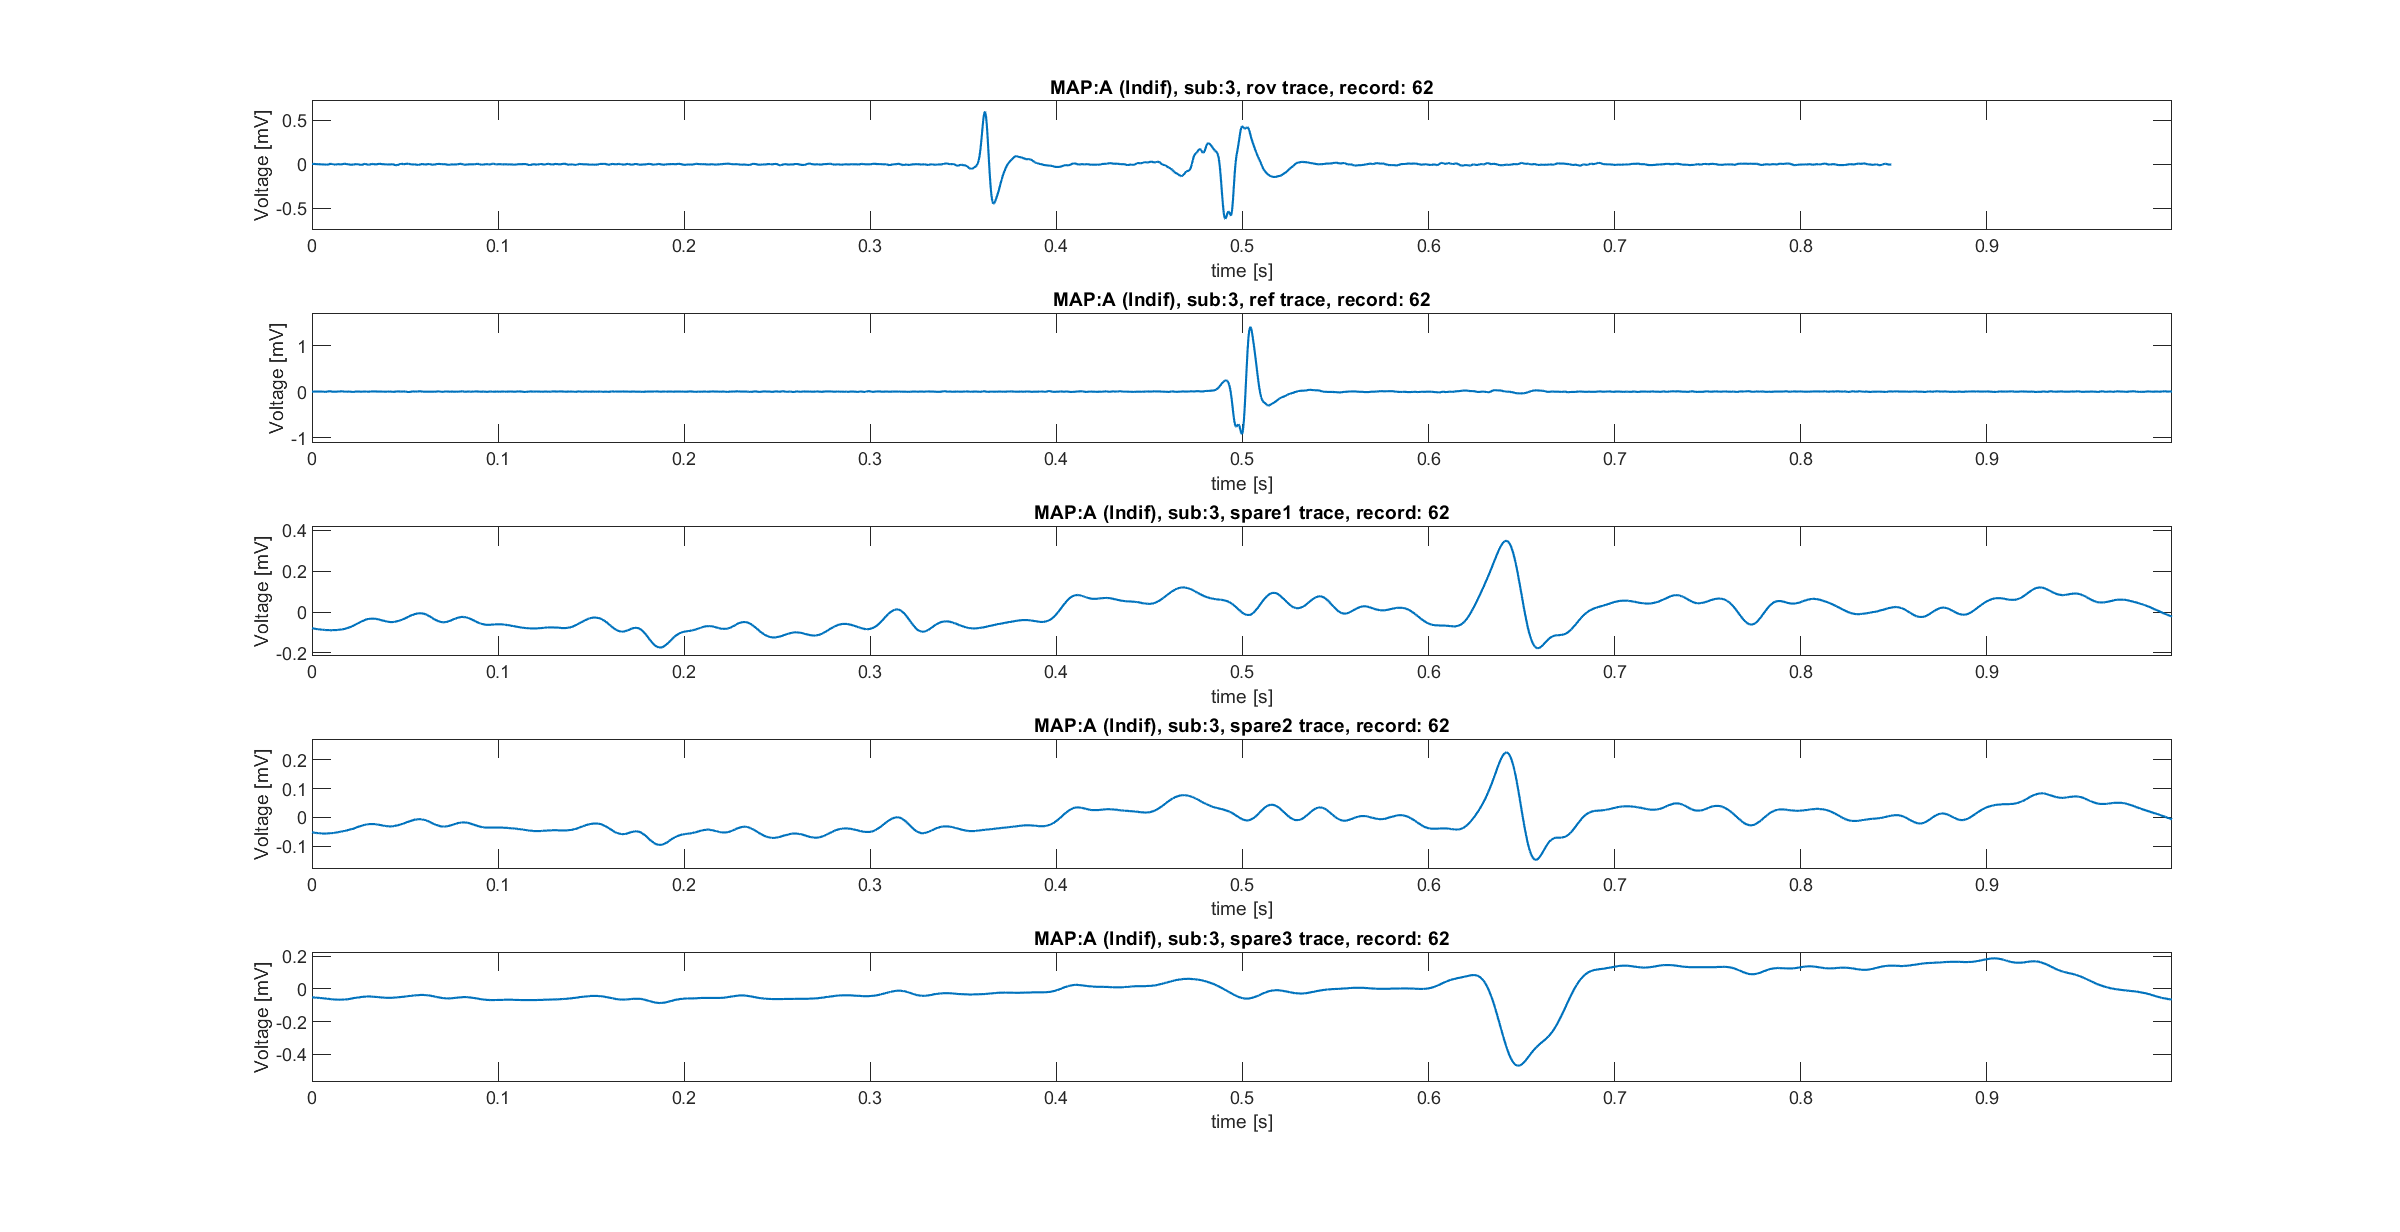 MAP:A (Indif), sub:3, rov trace, record: 62
Voltage [mV]
0.5
0
-0.5
0 0.1 0.2 0.3 0.4 0.5 0.6 0.7 0.8 0.9
time [s]
MAP:A (Indif), sub:3, ref trace, record: 62
Voltage [mV]
1
0
-1
0 0.1 0.2 0.3 0.4 0.5 0.6 0.7 0.8 0.9
time [s]
MAP:A (Indif), sub:3, spare1 trace, record: 62
Voltage [mV]
0.4
0.2
0
-0.2
0 0.1 0.2 0.3 0.4 0.5 0.6 0.7 0.8 0.9
time [s]
MAP:A (Indif), sub:3, spare2 trace, record: 62
Voltage [mV]
0.2
0.1
0
-0.1
0 0.1 0.2 0.3 0.4 0.5 0.6 0.7 0.8 0.9
time [s]
MAP:A (Indif), sub:3, spare3 trace, record: 62
Voltage [mV]
0.2
0
-0.2
-0.4
0 0.1 0.2 0.3 0.4 0.5 0.6 0.7 0.8 0.9
time [s]